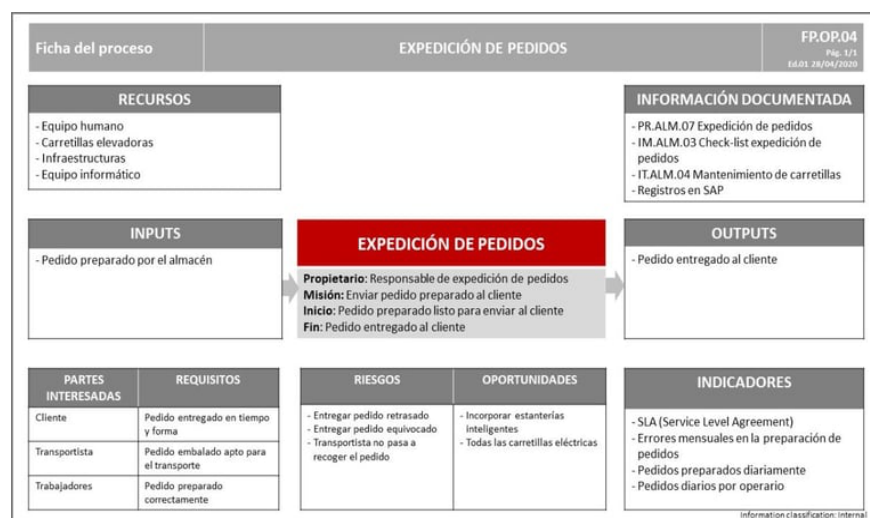 Ficha del proceso
EXPEDICIÓN DE PEDIDOS
FP.OP.04
Pág. 1/1
Ed.01 28/04/2020
RECURSOS
- Equipo humano
- Carretillas elevadoras
- Infraestructuras
- Equipo informático
INFORMACIÓN DOCUMENTADA
- PR.ALM.07 Expedición de pedidos
- IM.ALM.03 Check-list expedición de
pedidos
- IT.ALM.04 Mantenimiento de carretillas
- Registros en SAP
INPUTS
- Pedido preparado por el almacén
EXPEDICIÓN DE PEDIDOS
Propietario: Responsable de expedición de pedidos
Misión: Enviar pedido preparado al cliente
Inicio: Pedido preparado listo para enviar al cliente
Fin: Pedido entregado al cliente
OUTPUTS
- Pedido entregado al cliente
PARTES
INTERESADAS
REQUISITOS
Cliente
Pedido entregado en tiempo
y forma
Transportista
Pedido embalado apto para
el transporte
Trabajadores
Pedido preparado
correctamente
RIESGOS
- Entregar pedido retrasado
- Entregar pedido equivocado
- Transportista no pasa a
recoger el pedido
OPORTUNIDADES
- Incorporar estanterías
inteligentes
- Todas las carretillas eléctricas
INDICADORES
- SLA (Service Level Agreement)
- Errores mensuales en la preparación de
pedidos
- Pedidos preparados diariamente
- Pedidos diarios por operario
Information classification: Internal